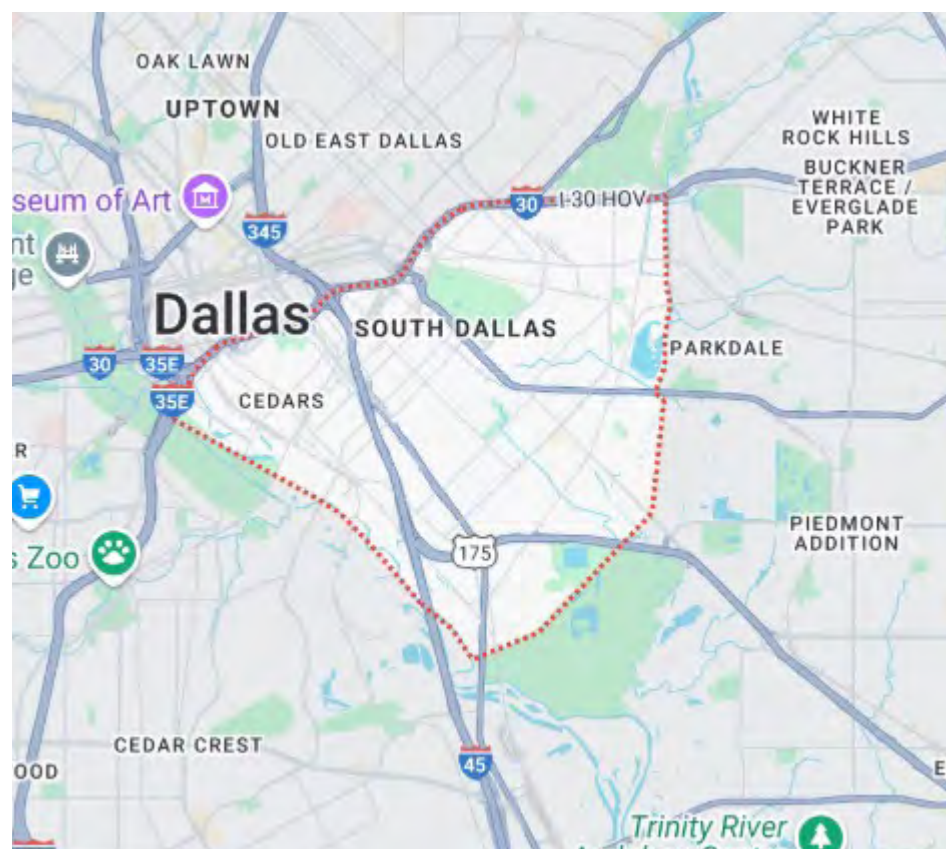 OAK LAWN
UPTOWN
OLD EAST DALLAS
WHITE
ROCK HILLS
BUCKNER
TERRACE /
EVERGLADE
PARK
seum of Art
30
I-30 HOV
345
nt
ge
Dallas
SOUTH DALLAS
PARKDALE
30
35E
35E
CEDARS
R
175
PIEDMONT
ADDITION
s Zoo
CEDAR CREST
OOD
45
E
Trinity River